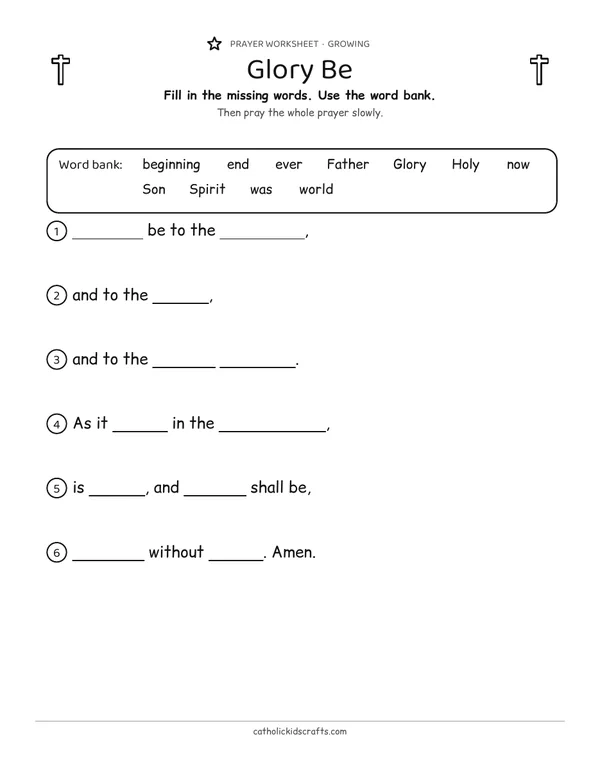 PRAYER WORKSHEET · GROWING
Glory Be
Fill in the missing words. Use the word bank.
Then pray the whole prayer slowly.
Word bank: beginning end ever Father Glory Holy now
Son Spirit was world
1 ________ be to the __________,
2 and to the ______,
3 and to the _______ _________.
4 As it ______ in the ____________,
5 is ______, and _______ shall be,
6 ________ without ______. Amen.
catholickidscrafts.com